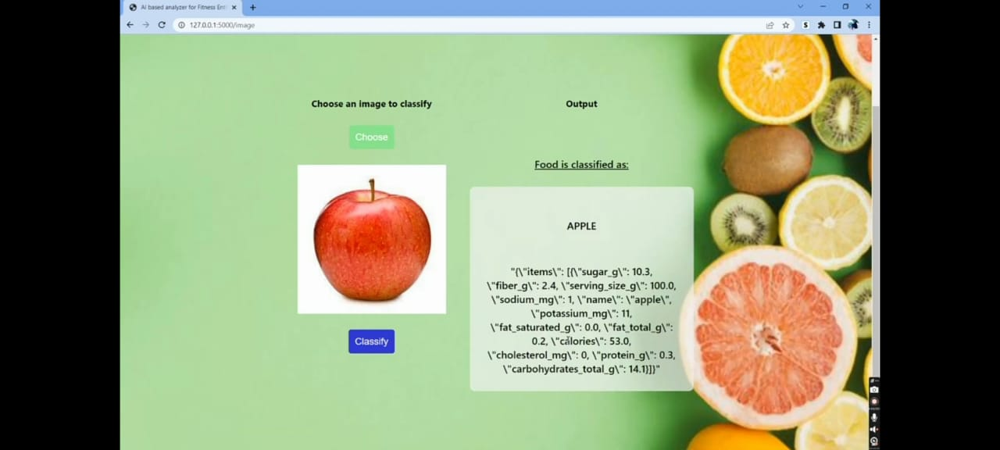 AI based analyzer for Fitness Ent
127.0.0.1:5000/image
Choose an image to classify
Choose
Classify
Output
Food is classified as:
APPLE
"{\"items\": [{\"sugar_g\": 10.3,
\"fiber_g\": 2.4, \"serving_size_g\": 100.0,
\"sodium_mg\": 1, \"name\": \"apple\",
\"potassium_mg\": 11,
\"fat_saturated_g\": 0.0, \"fat_total_g\":
0.2, \"calories\": 53.0,
\"cholesterol_mg\": 0, \"protein_g\": 0.3,
\"carbohydrates_total_g\": 14.1}]}"